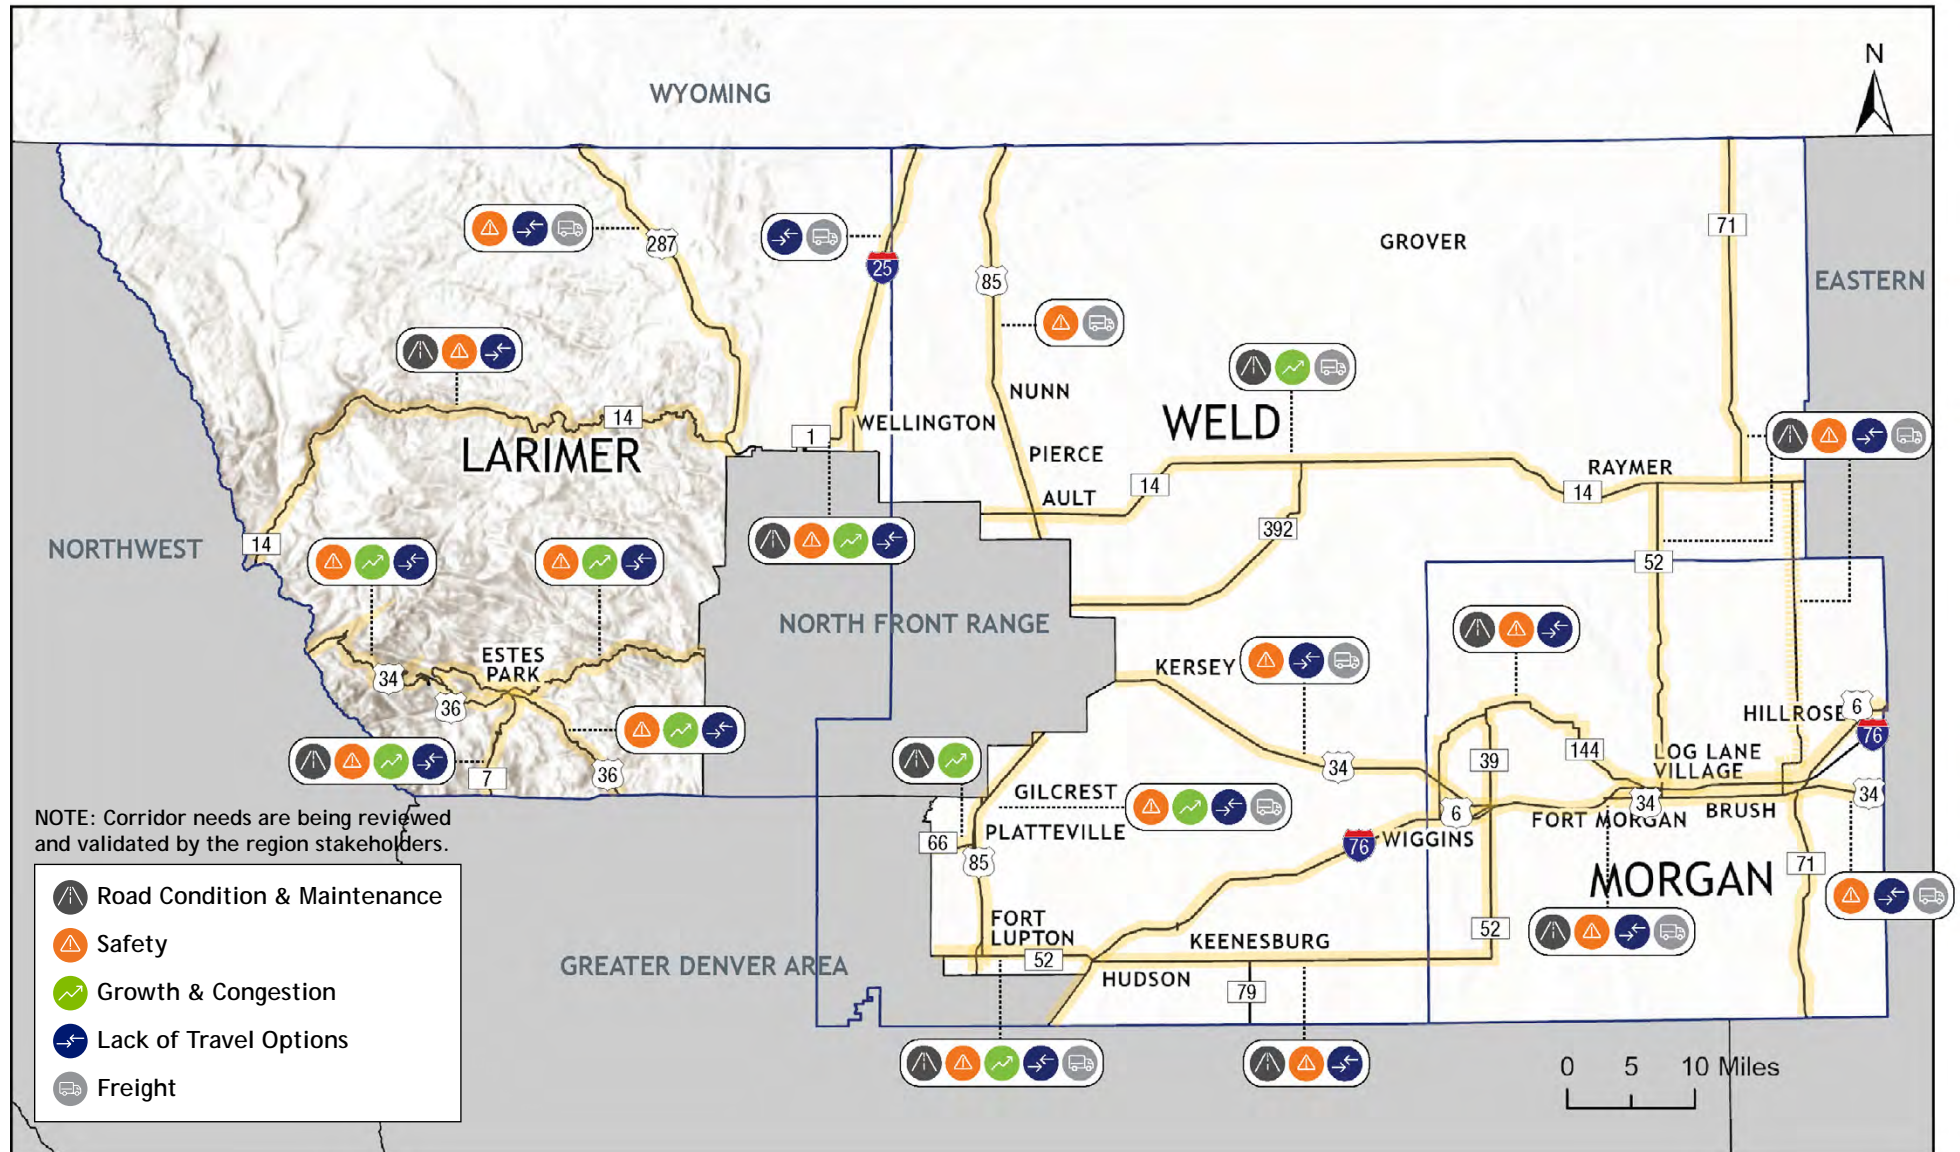 N
WYOMING
287
25
85
71
GROVER
EASTERN
NUNN
WELLINGTON
WELD
14
1
LARIMER
PIERCE
RAYMER
AULT
14
14
392
14
NORTHWEST
52
NORTH FRONT RANGE
ESTES
PARK
KERSEY
34
36
HILLROSE
6
76
7
36
34
39
144
LOG LANE
VILLAGE
GILCREST
34
34
BRUSH
NOTE: Corridor needs are being reviewed
and validated by the region stakeholders.
PLATTEVILLE
66
85
6
WIGGINS
76
FORT MORGAN
71
MORGAN
Road Condition & Maintenance
Safety
Growth & Congestion
Lack of Travel Options
Freight
FORT
LUPTON
52
KEENESBURG
52
GREATER DENVER AREA
HUDSON
79
0 5 10 Miles